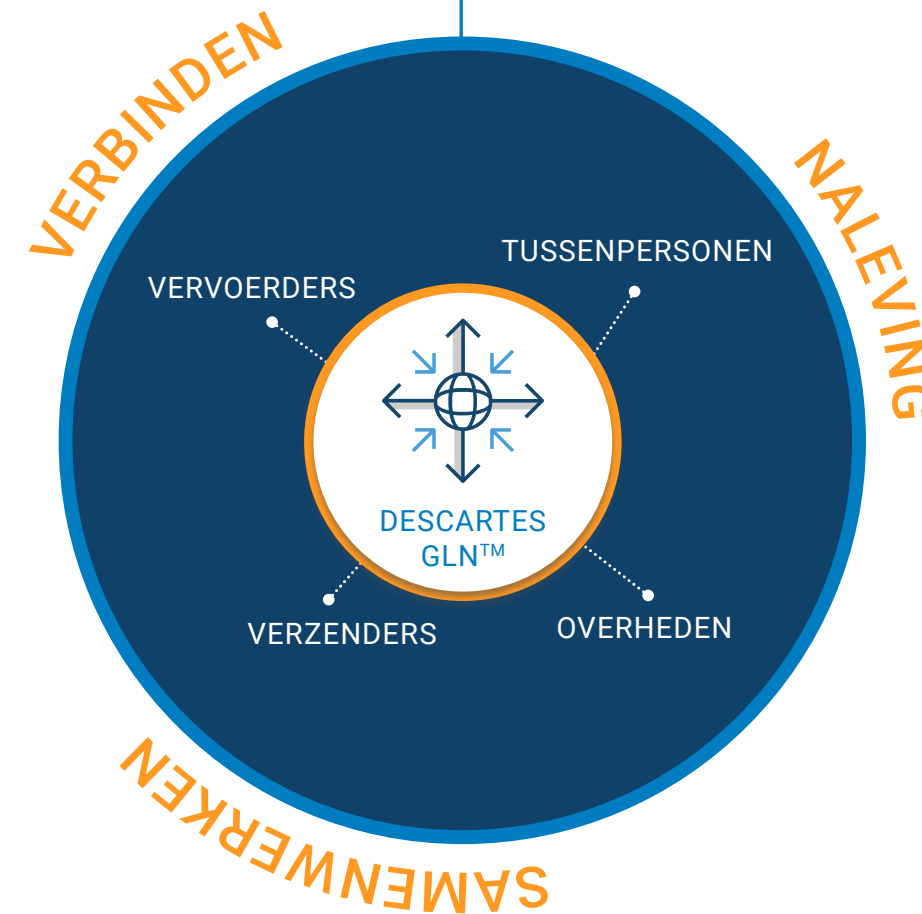 VERBINDEN
NALEVING
TUSSENPERSONEN
VERVOERDERS
DESCARTES
GLN™
VERZENDERS
OVERHEDEN
SAMENWERKEN